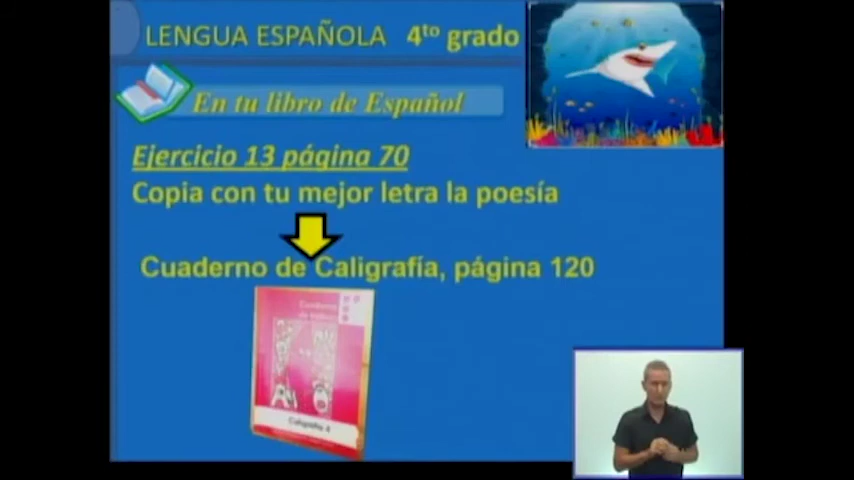 LENGUA ESPAÑOLA 4to grado
En tu libro de Español
Ejercicio 13 página 70
Copia con tu mejor letra la poesía
Cuaderno de Caligrafía, página 120
Cuaderno
Caligrafía 4